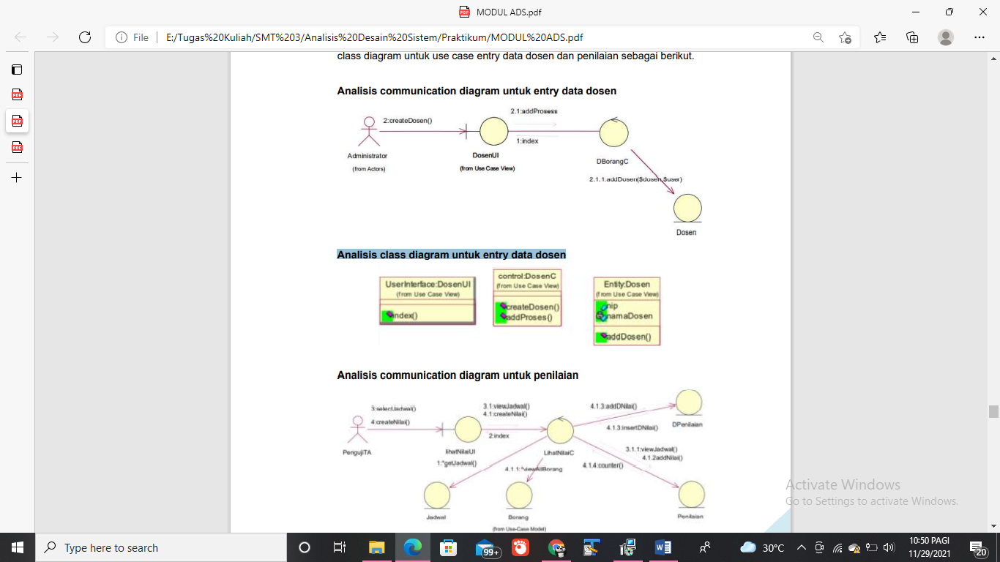 MODUL ADS.pdf
File
E:/Tugas%20Kuliah/SMT%203/Analisis%20Desain%20Sistem/Praktikum/MODUL%20ADS.pdf
class diagram untuk use case entry data dosen dan penilaian sebagai berikut.
Analisis communication diagram untuk entry data dosen
2.1:addProsess
2:createDosen()
1:index
Administrator
(from Actors)
DosenUI
(from Use Case View)
DBorangC
2.1.1:addDosen($dosen,$user)
Dosen
Analisis class diagram untuk entry data dosen
UserInterface:DosenUI
(from Use Case View)
index()
control:DosenC
(from Use Case View)
createDosen()
addProses()
Entity:Dosen
(from Use Case View)
nip
namaDosen
addDosen()
Analisis communication diagram untuk penilaian
3:selectJadwal()
4:createNilai()
3.1:viewJadwal()
4.1:createNilai()
2:index
4.1.3:addDNilai()
4.1.3:insertDNilai()
DPenilaian
PengujiTA
lihatNilaiUI
LihatNilaiC
3.1.1:viewJadwal()
4.1.2addNilai()
1:*getJadwal()
4.1.1:*viewAllBorang
4.1.4:counter()
Jadwal
Borang
(from Use-Case Model)
Penilaian
Activate Windows
Go to Settings to activate Windows.
Type here to search
99+
30°C
10:50 PAGI
11/29/2021
20